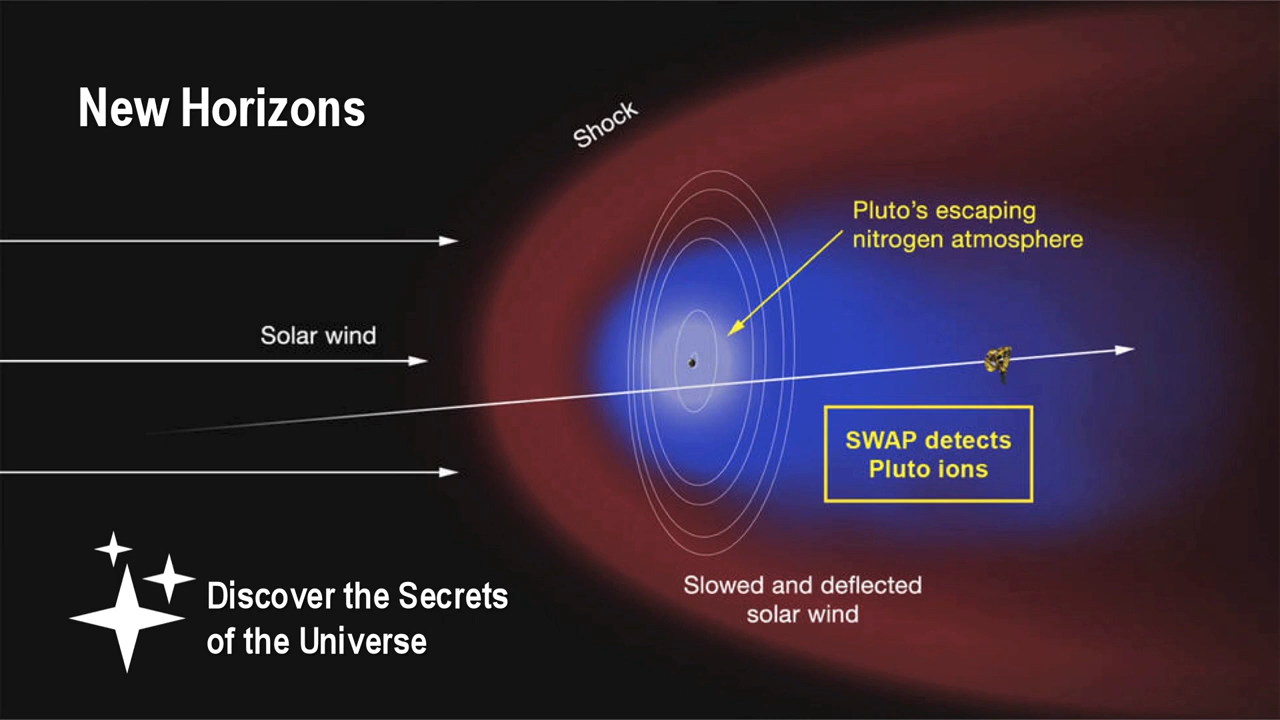 New Horizons
Shock
Pluto’s escaping
nitrogen atmosphere
Solar wind
SWAP detects
Pluto ions
Slowed and deflected
solar wind
Discover the Secrets
of the Universe